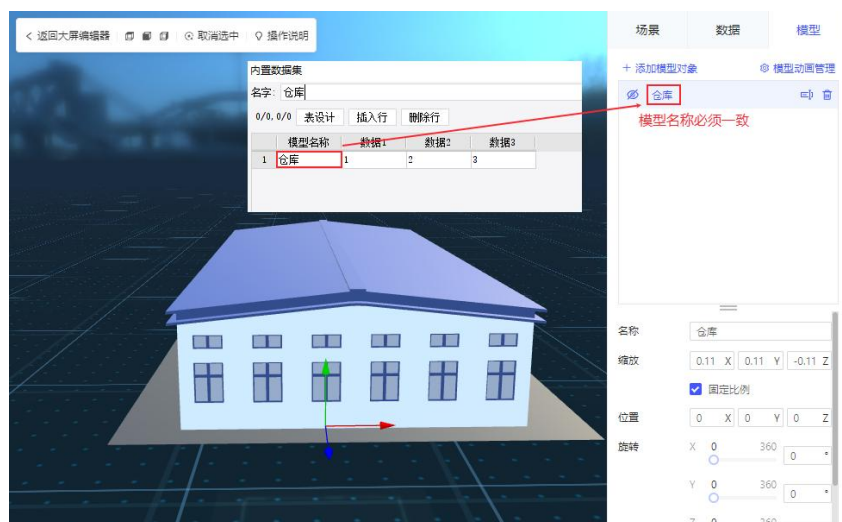 返回大屏编辑器 取消选中 操作说明
场景 数据 模型
+ 添加模型对象 模型动画管理
仓库
模型名称必须一致
内置数据集
名字: 仓库
0/0,0/0 表设计 插入行 删除行
模型名称 数据1 数据2 数据3
1 仓库 1 2 3
名称 仓库
缩放 0.11 X 0.11 Y -0.11 Z
固定比例
位置 0 X 0 Y 0 Z
旋转 X 0 360 0 °
Y 0 360 0 °
Z 0 360